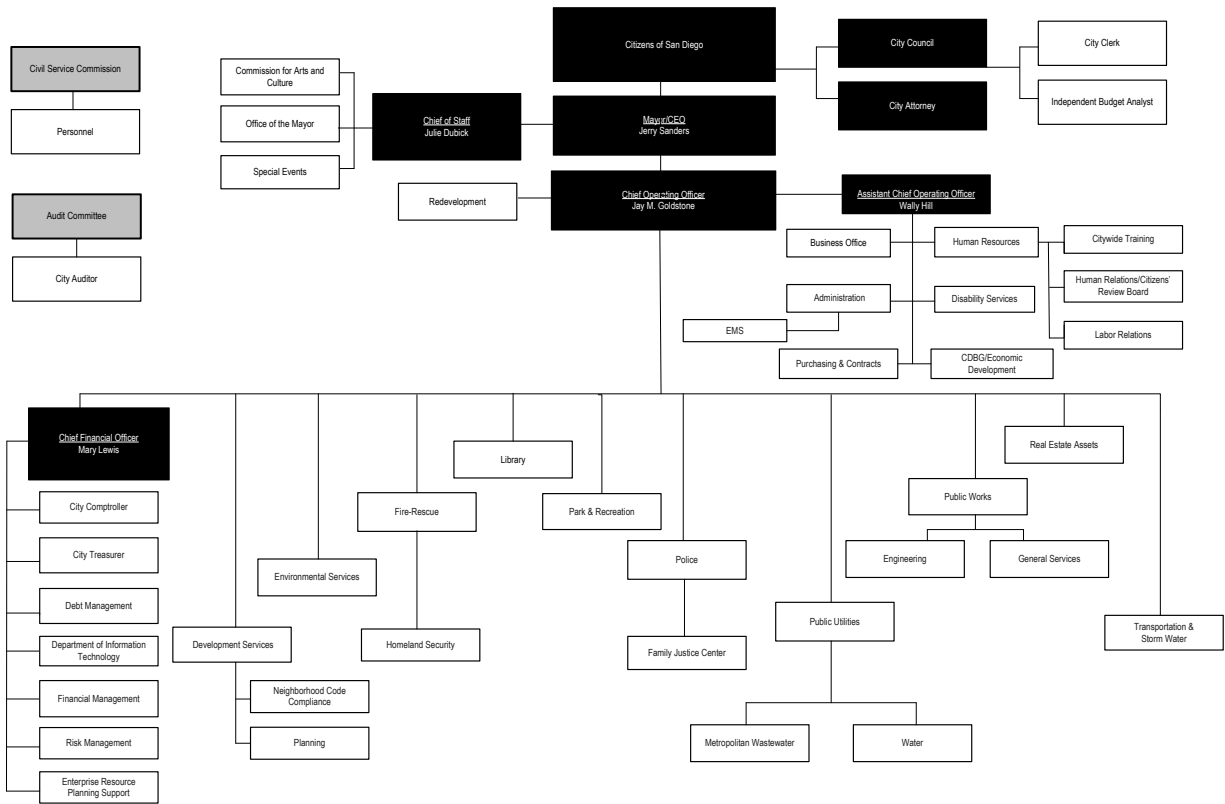 Citizens of San Diego
City Council
City Clerk
City Attorney
Independent Budget Analyst
Civil Service Commission
Personnel
Commission for Arts and
Culture
Office of the Mayor
Special Events
Chief of Staff
Julie Dubick
Mayor/CEO
Jerry Sanders
Audit Committee
City Auditor
Redevelopment
Chief Operating Officer
Jay M. Goldstone
Assistant Chief Operating Officer
Wally Hill
Business Office
Human Resources
Citywide Training
Human Relations/Citizens'
Review Board
Labor Relations
Administration
Disability Services
EMS
Purchasing & Contracts
CDBG/Economic
Development
Chief Financial Officer
Mary Lewis
City Comptroller
City Treasurer
Debt Management
Department of Information
Technology
Financial Management
Risk Management
Enterprise Resource
Planning Support
Development Services
Neighborhood Code
Compliance
Planning
Environmental Services
Fire-Rescue
Homeland Security
Library
Park & Recreation
Police
Family Justice Center
Public Utilities
Metropolitan Wastewater
Water
Public Works
Engineering
General Services
Real Estate Assets
Transportation &
Storm Water